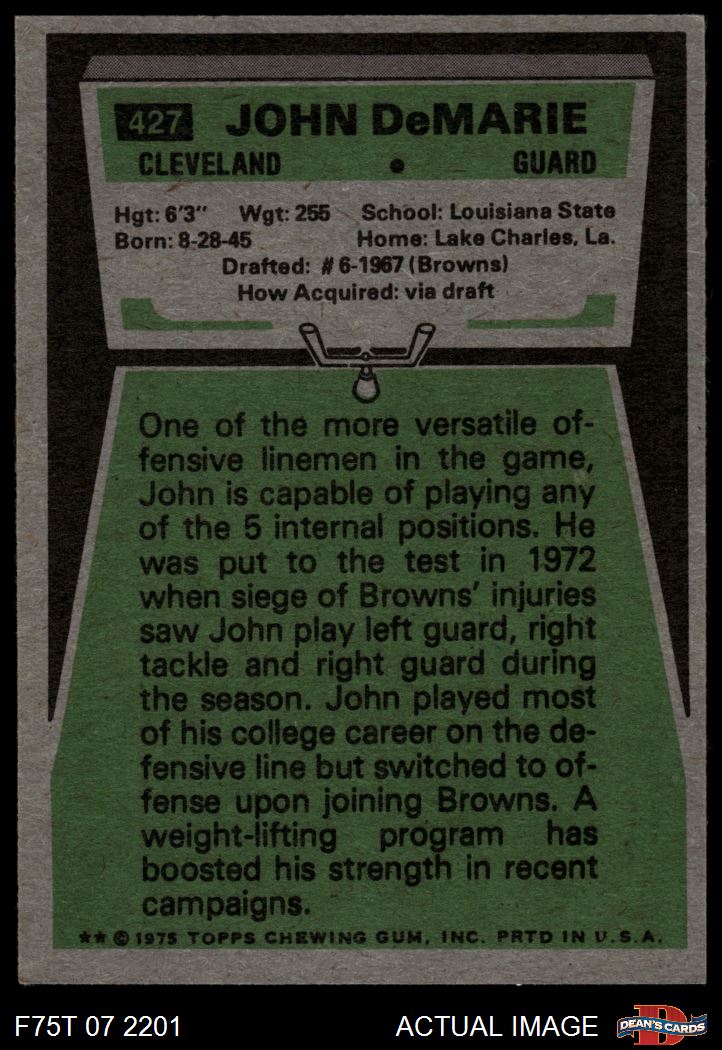 427 JOHN DeMARIE
CLEVELAND • GUARD
Hgt: 6'3" Wgt: 255 School: Louisiana State
Born: 8-28-45 Home: Lake Charles, La.
Drafted: #6-1967 (Browns)
How Acquired: via draft
One of the more versatile of-
fensive linemen in the game,
John is capable of playing any
of the 5 internal positions. He
was put to the test in 1972
when siege of Browns' injuries
saw John play left guard, right
tackle and right guard during
the season. John played most
of his college career on the de-
fensive line but switched to of-
fense upon joining Browns. A
weight-lifting program has
boosted his strength in recent
campaigns.
** © 1975 TOPPS CHEWING GUM, INC. PRTD IN U.S.A.
F75T 07 2201 ACTUAL IMAGE D DEAN'S CARDS